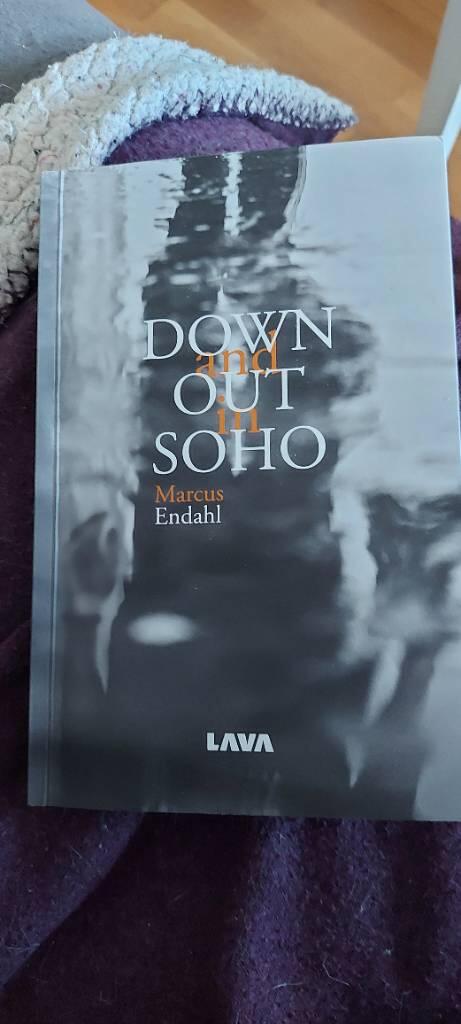 DOWN
and
OUT
in
SOHO
Marcus
Endahl
LAVA